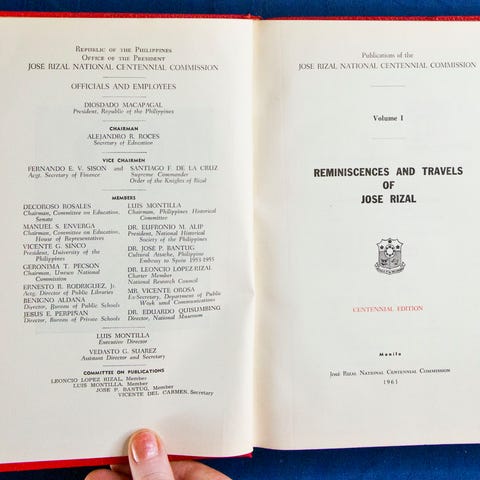 REPUBLIC OF THE PHILIPPINES
OFFICE OF THE PRESIDENT
JOSÉ RIZAL NATIONAL CENTENNIAL COMMISSION
OFFICIALS AND EMPLOYEES
DIOSDADO MACAPAGAL
President, Republic of the Philippines
CHAIRMAN
ALEJANDRO R. ROCES
Secretary of Education
VICE CHAIRMEN
FERNANDO E. V. SISON and SANTIAGO F. DE LA CRUZ
Actg. Secretary of Finance
Supreme Commander
Order of the Knights of Rizal
MEMBERS
DECOROSO ROSALES
Chairman, Committee on Education,
Senate
MANUEL S. ENVERGA
Chairman, Committee on Education,
House of Representatives
VICENTE G. SINCO
President, University of the
Philippines
GERONIMA T. PECSON
Chairman, Unesco National
Commission
ERNESTO B. RODRIGUEZ, Jr.
Actg. Director of Public Libraries
BENIGNO ALDANA
Director, Bureau of Public Schools
JESUS E. PERPIÑAN
Director, Bureau of Private Schools
LUIS MONTILLA
Chairman, Philippines Historical
Committee
DR. EUFRONIO M. ALIP
President, National Historical
Society of the Philippines
DR. JOSE P. BANTUG
Cultural Attache, Philippine
Embassy to Spain 1953-1955
DR. LEONCIO LÓPEZ RIZAL
Charter Member
National Research Council
MR. VICENTE OROSA
Ex-Secretary, Department of Public
Work und Communications
DR. EDUARDO QUISUMBING
Director, National Museum
LUIS MONTILLA
Executive Director
VEDASTO G. SUAREZ
Assistant Director and Secretary
COMMITTEE ON PUBLICATIONS
LEONCIO LOPEZ RIZAL, Member
LUIS MONTILLA, Member
JOSE P. BANTUG, Member
VICENTE DEL CARMEN, Secretary
Publications of the
JOSE RIZAL NATIONAL CENTENNIAL COMMISSION
Volume I
REMINISCENCES AND TRAVELS
OF
JOSE RIZAL
CENTENNIAL EDITION
Manila
JOSÉ RIZAL NATIONAL CENTENNIAL COMMISSION
1961